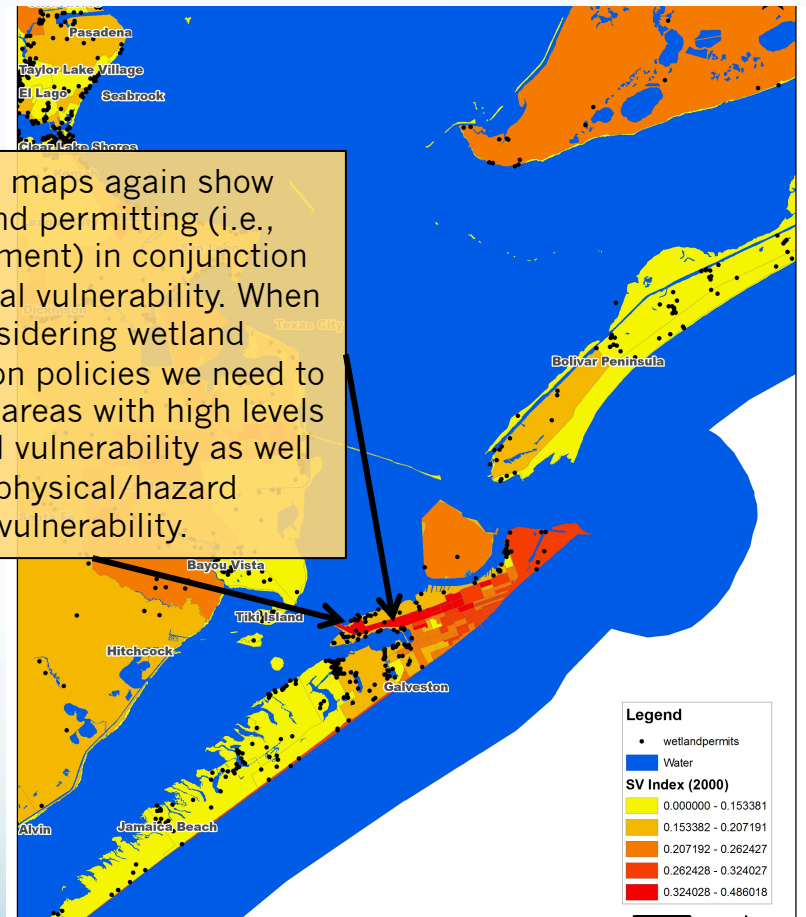 Pasadena
Taylor Lake Village
El Lago
Seabrook
Clear Lake Shores
maps again show
nd permitting (i.e.,
ment) in conjunction
al vulnerability. When
sidering wetland
on policies we need to
areas with high levels
l vulnerability as well
physical/hazard
vulnerability.
Dickinson
Texas City
Bolivar Peninsula
Bayou Vista
Tiki Island
Hitchcock
Galveston
Jamaica Beach
Alvin
Legend
wetlandpermits
Water
SV Index (2000)
0.000000 - 0.153381
0.153382 - 0.207191
0.207192 - 0.262427
0.262428 - 0.324027
0.324028 - 0.486018